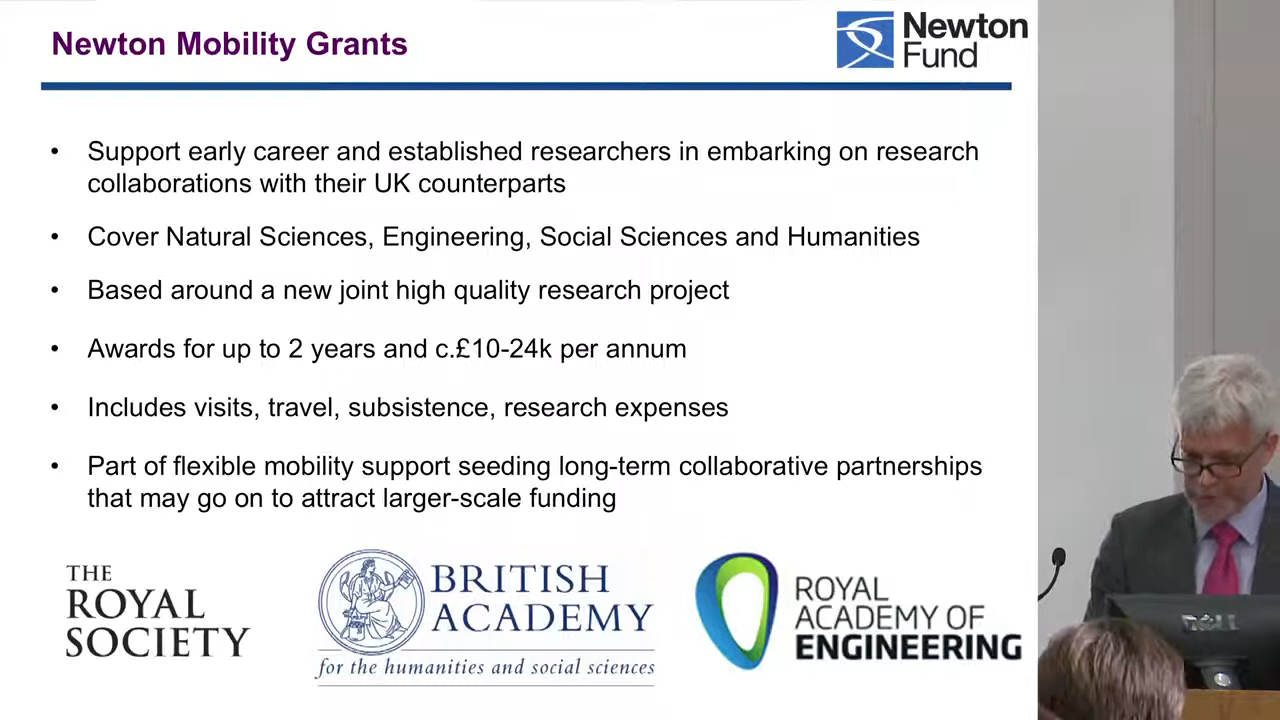 Newton Mobility Grants
Newton
Fund
• Support early career and established researchers in embarking on research
collaborations with their UK counterparts
• Cover Natural Sciences, Engineering, Social Sciences and Humanities
• Based around a new joint high quality research project
• Awards for up to 2 years and c.£10-24k per annum
• Includes visits, travel, subsistence, research expenses
• Part of flexible mobility support seeding long-term collaborative partnerships
that may go on to attract larger-scale funding
THE
ROYAL
SOCIETY
BRITISH
ACADEMY
for the humanities and social sciences
ROYAL
ACADEMY OF
ENGINEERING
DELL